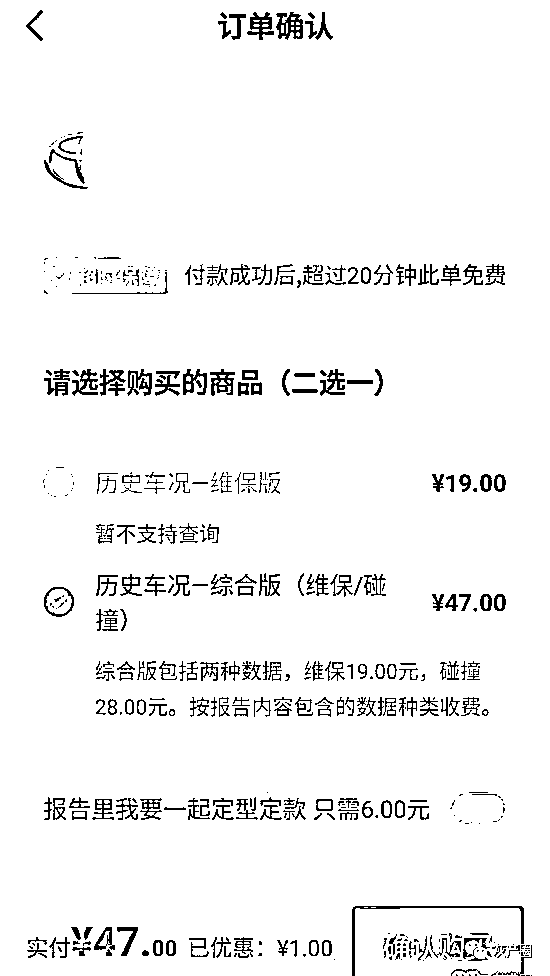 订单确认
付款成功后,超过20分钟此单免费
请选择购买的商品（二选一）
历史车况—维保版 ¥19.00
暂不支持查询
历史车况—综合版（维保/碰
撞） ¥47.00
综合版包括两种数据，维保19.00元，碰撞
28.00元。按报告内容包含的数据种类收费。
报告里我要一起定型定款 只需6.00元
实付¥47.00 已优惠：¥1.00 确认购买